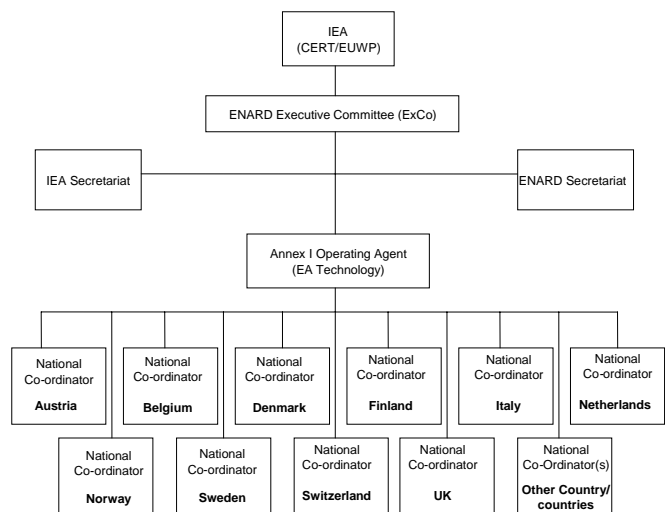 IEA
(CERT/EUWP)
ENARD Executive Committee (ExCo)
IEA Secretariat
ENARD Secretariat
Annex I Operating Agent
(EA Technology)
National
Co-ordinator
Austria
National
Co-ordinator
Belgium
National
Co-ordinator
Denmark
National
Co-ordinator
Finland
National
Co-ordinator
Italy
National
Co-ordinator
Netherlands
National
Co-ordinator
Norway
National
Co-ordinator
Sweden
National
Co-ordinator
Switzerland
National
Co-ordinator
UK
National
Co-Ordinator(s)
Other Country/
countries